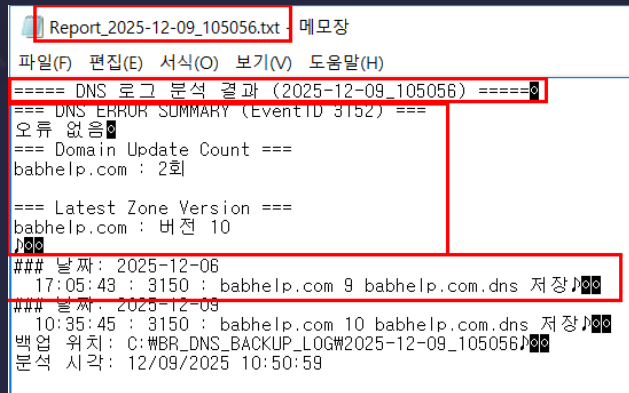 Report_2025-12-09_105056.txt - 메모장
파일(F) 편집(E) 서식(O) 보기(V) 도움말(H)
===== DNS 로그 분석 결과 (2025-12-09_105056) =====
=== DNS ERROR SUMMARY (EventID 3152) ===
오류 없음
=== Domain Update Count ===
babhelp.com : 2회
=== Latest Zone Version ===
babhelp.com : 버전 10
♪
### 날짜: 2025-12-06
17:05:43 : 3150 : babhelp.com 9 babhelp.com.dns 저장♪
### 날짜: 2025-12-09
10:35:45 : 3150 : babhelp.com 10 babhelp.com.dns 저장♪
백업 위치: C:₩BR_DNS_BACKUP_LOG₩2025-12-09_105056♪
분석 시각: 12/09/2025 10:50:59